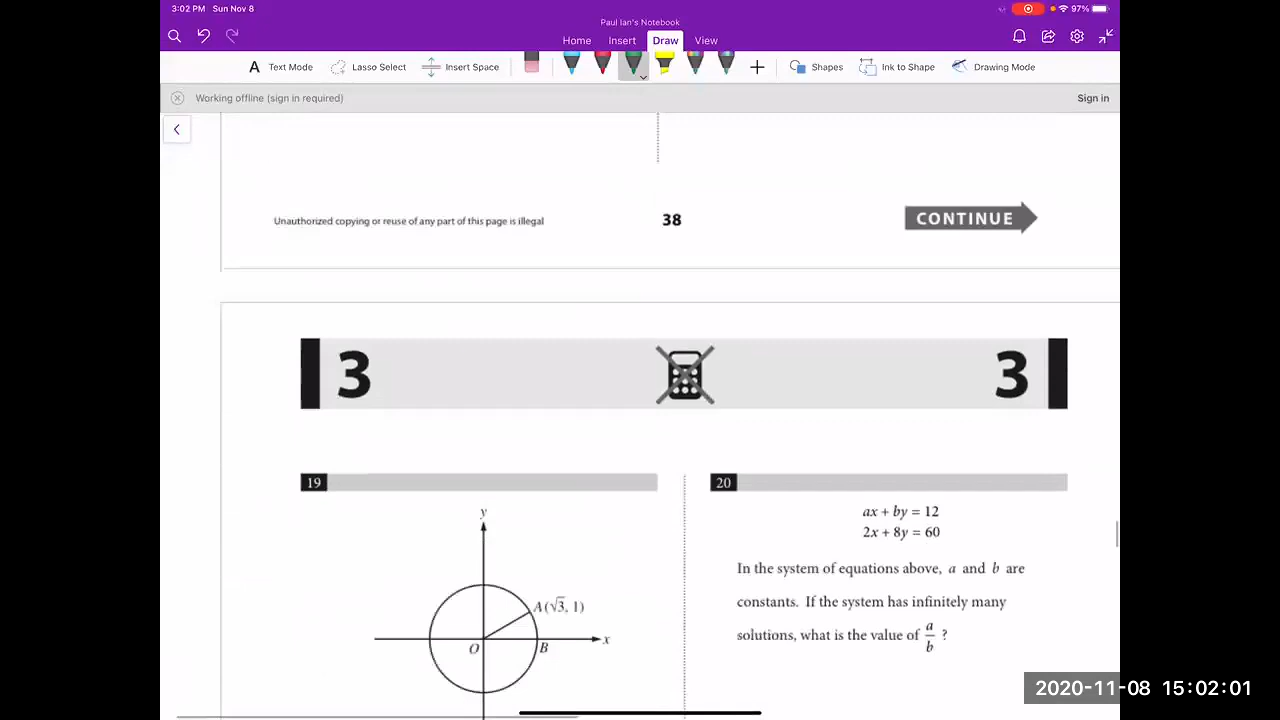 3:02 PM Sun Nov 8
97%
Paul Ian's Notebook
Home Insert Draw View
A Text Mode Lasso Select Insert Space Shapes Ink to Shape Drawing Mode
Working offline (sign in required) Sign in
Unauthorized copying or reuse of any part of this page is illegal 38 CONTINUE
3 3
19
y
A(√3, 1)
O B x
20
ax + by = 12
2x + 8y = 60
In the system of equations above, a and b are
constants. If the system has infinitely many
solutions, what is the value of a/b ?
2020-11-08 15:02:01